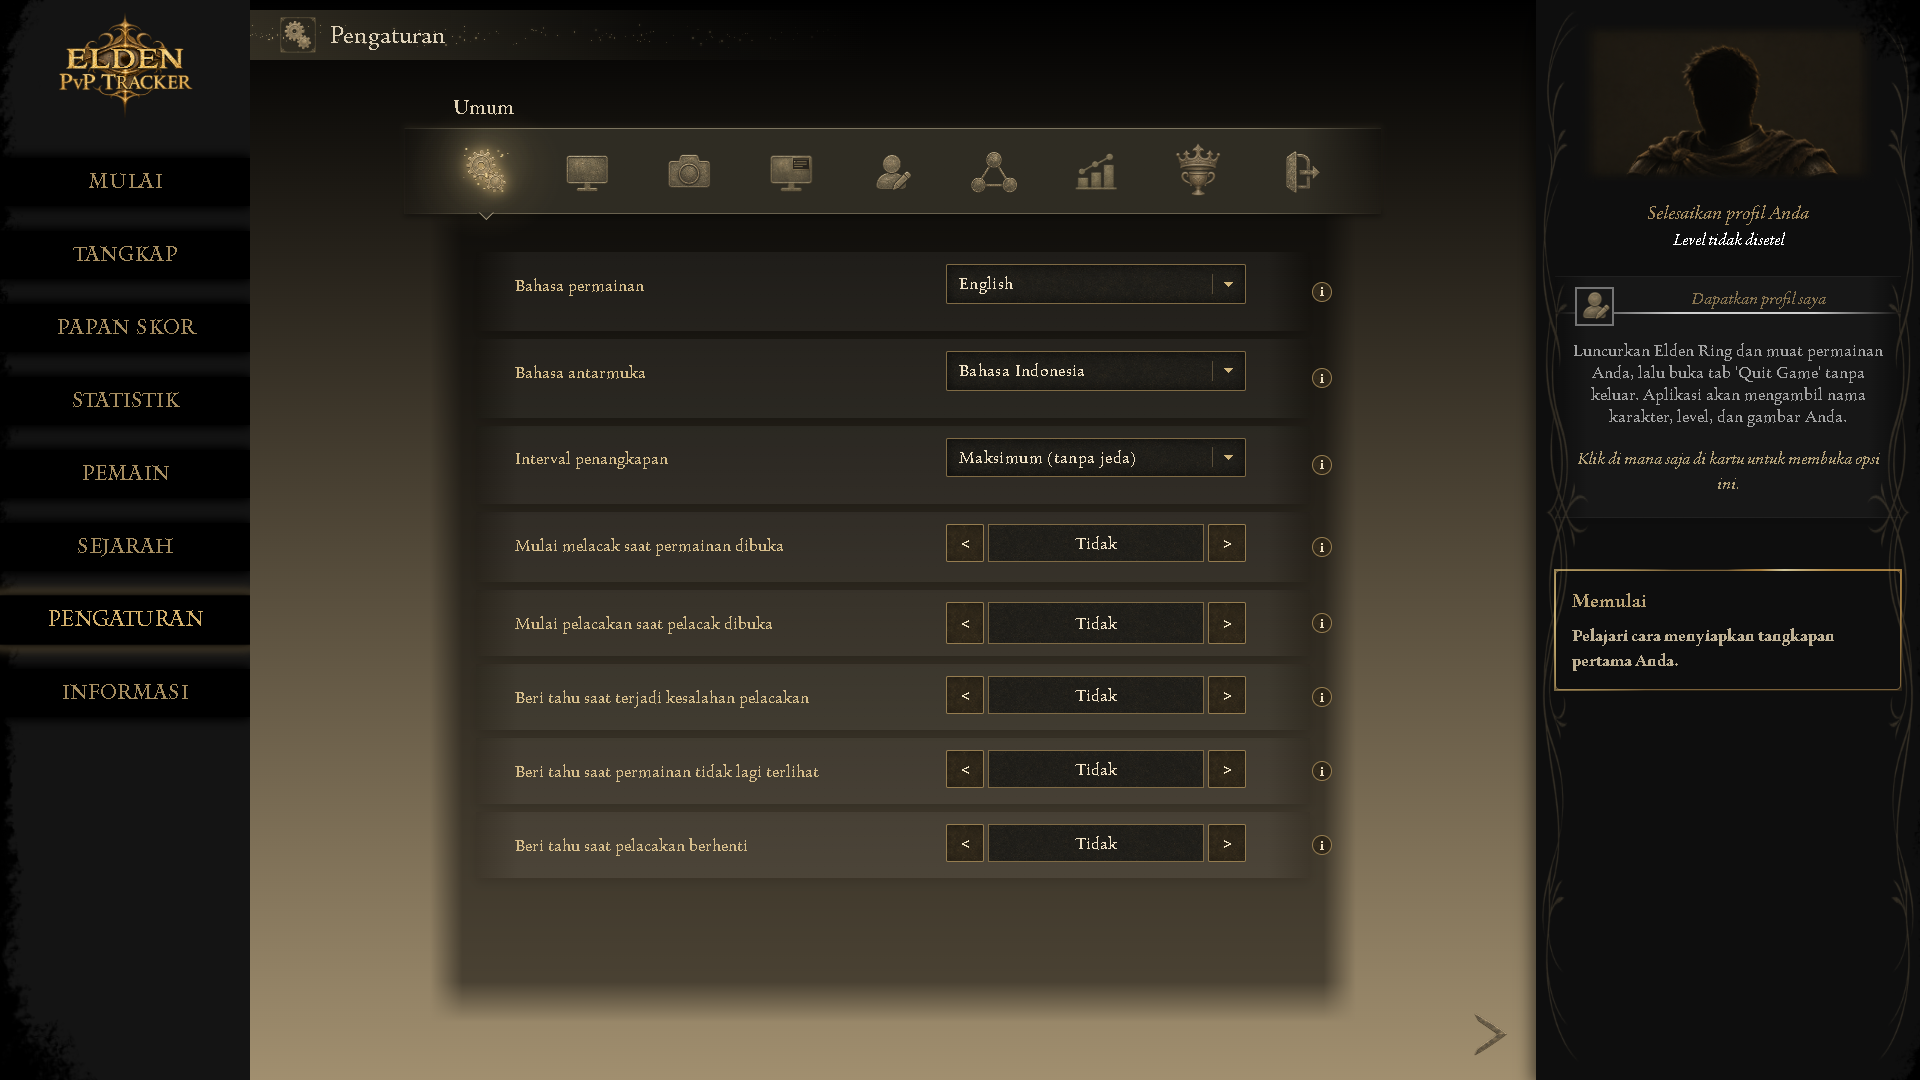 ELDEN
PVP TRACKER
MULAI
TANGKAP
PAPAN SKOR
STATISTIK
PEMAIN
SEJARAH
PENGATURAN
INFORMASI
Pengaturan
Umum
Bahasa permainan
English
Bahasa antarmuka
Bahasa Indonesia
Interval penangkapan
Maksimum (tanpa jeda)
Mulai melacak saat permainan dibuka
< Tidak >
Mulai pelacakan saat pelacak dibuka
< Tidak >
Beri tahu saat terjadi kesalahan pelacakan
< Tidak >
Beri tahu saat permainan tidak lagi terlihat
< Tidak >
Beri tahu saat pelacakan berhenti
< Tidak >
Selesaikan profil Anda
Level tidak disetel
Dapatkan profil saya
Luncurkan Elden Ring dan muat permainan
Anda, lalu buka tab 'Quit Game' tanpa
keluar. Aplikasi akan mengambil nama
karakter, level, dan gambar Anda.
Klik di mana saja di kartu untuk membuka opsi
ini.
Memulai
Pelajari cara menyiapkan tangkapan
pertama Anda.